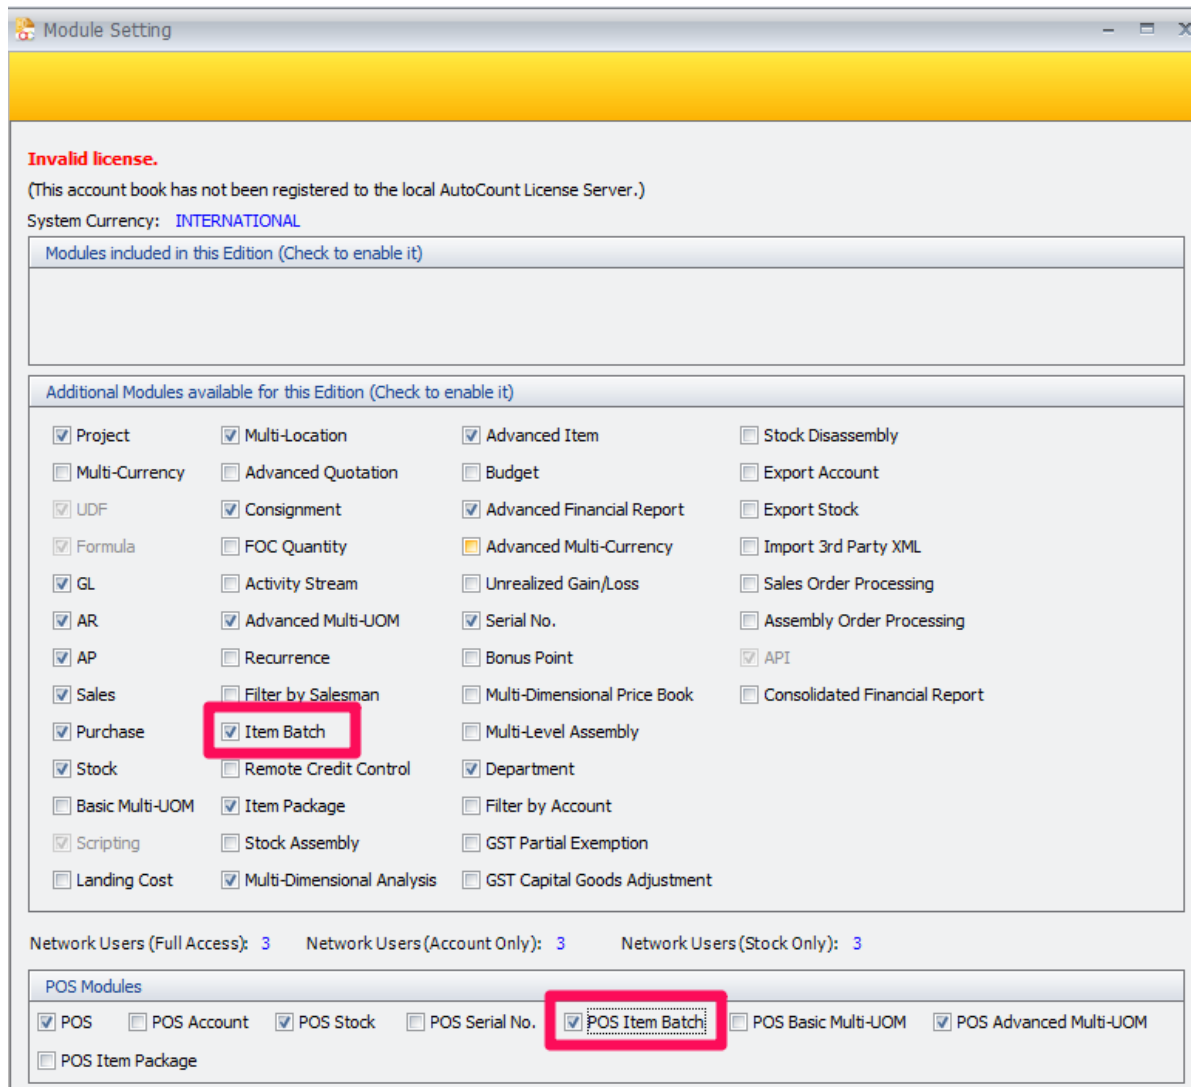 Module Setting
Invalid license.
(This account book has not been registered to the local AutoCount License Server.)
System Currency: INTERNATIONAL
Modules included in this Edition (Check to enable it)
Additional Modules available for this Edition (Check to enable it)
Project Multi-Location Advanced Item Stock Disassembly
Multi-Currency Advanced Quotation Budget Export Account
UDF Consignment Advanced Financial Report Export Stock
Formula FOC Quantity Advanced Multi-Currency Import 3rd Party XML
GL Activity Stream Unrealized Gain/Loss Sales Order Processing
AR Advanced Multi-UOM Serial No. Assembly Order Processing
AP Recurrence Bonus Point API
Sales Filter by Salesman Multi-Dimensional Price Book Consolidated Financial Report
Purchase Item Batch Multi-Level Assembly
Stock Remote Credit Control Department
Basic Multi-UOM Item Package Filter by Account
Scripting Stock Assembly GST Partial Exemption
Landing Cost Multi-Dimensional Analysis GST Capital Goods Adjustment
Network Users (Full Access): 3 Network Users (Account Only): 3 Network Users (Stock Only): 3
POS Modules
POS POS Account POS Stock POS Serial No. POS Item Batch POS Basic Multi-UOM POS Advanced Multi-UOM
POS Item Package